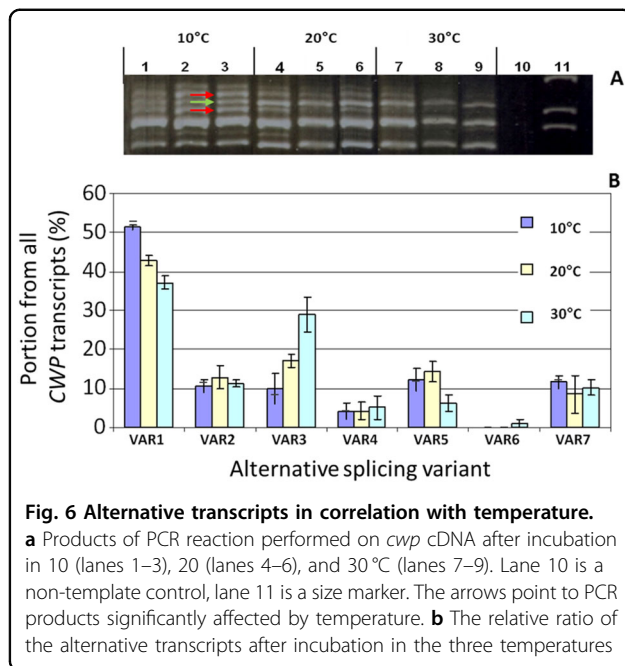 10°C 20°C 30°C
1 2 3 4 5 6 7 8 9 10 11
A
B
60
50
40
30
20
10
0
Portion from all
CWP transcripts (%)
10°C
20°C
30°C
VAR1 VAR2 VAR3 VAR4 VAR5 VAR6 VAR7
Alternative splicing variant
Fig. 6 Alternative transcripts in correlation with temperature.
a Products of PCR reaction performed on cwp cDNA after incubation
in 10 (lanes 1–3), 20 (lanes 4–6), and 30 °C (lanes 7–9). Lane 10 is a
non-template control, lane 11 is a size marker. The arrows point to PCR
products significantly affected by temperature. b The relative ratio of
the alternative transcripts after incubation in the three temperatures